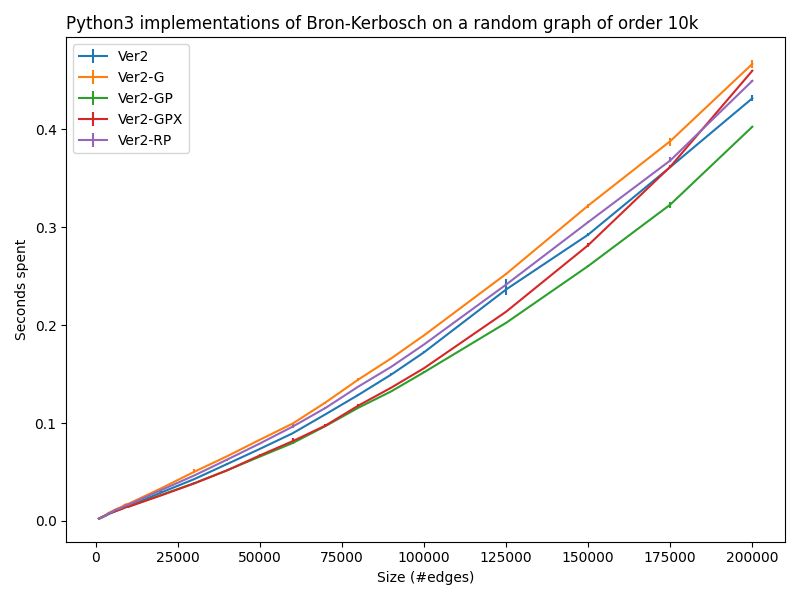 Python3 implementations of Bron-Kerbosch on a random graph of order 10k
Ver2
Ver2-G
Ver2-GP
Ver2-GPX
Ver2-RP
Seconds spent
0.4
0.3
0.2
0.1
0.0
0 25000 50000 75000 100000 125000 150000 175000 200000
Size (#edges)